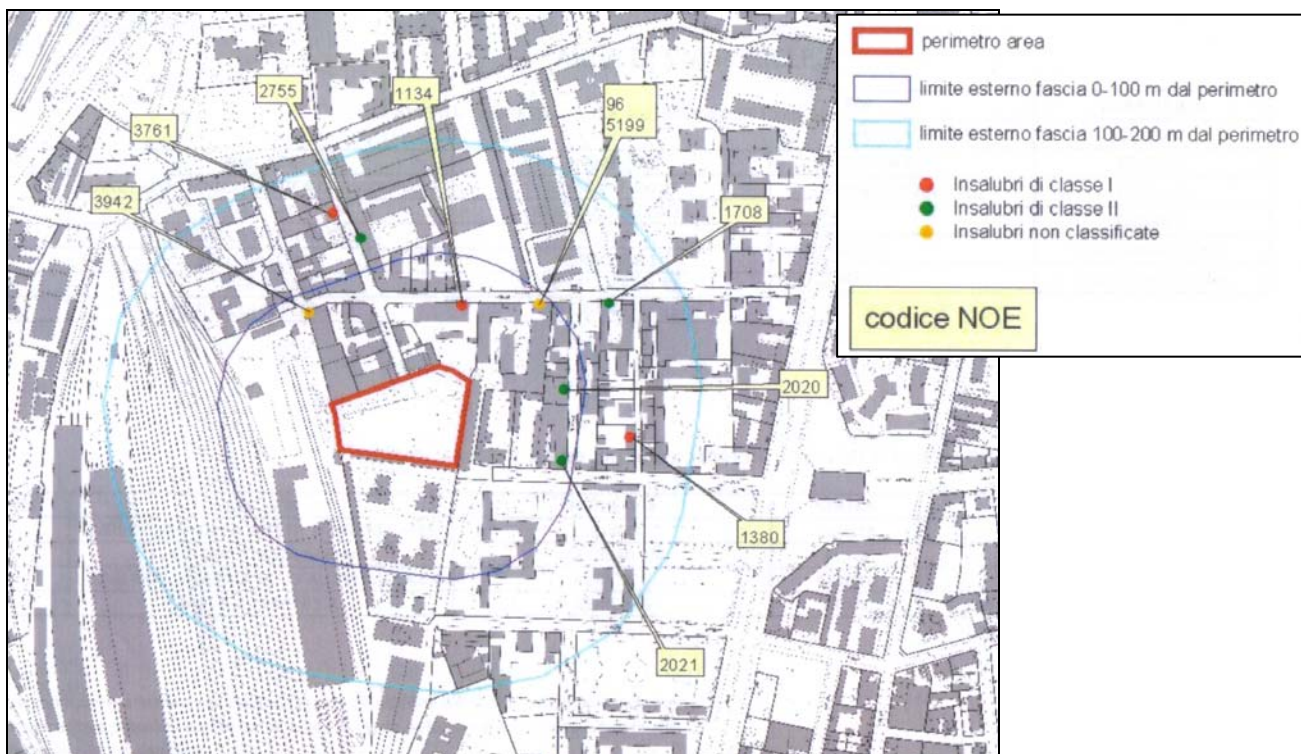 2755
1134
96
5199
3761
3942
1708
2020
1380
2021
perimetro area
limite esterno fascia 0-100 m dal perimetro
limite esterno fascia 100-200 m dal perimetro
Insalubri di classe I
Insalubri di classe II
Insalubri non classificate
codice NOE